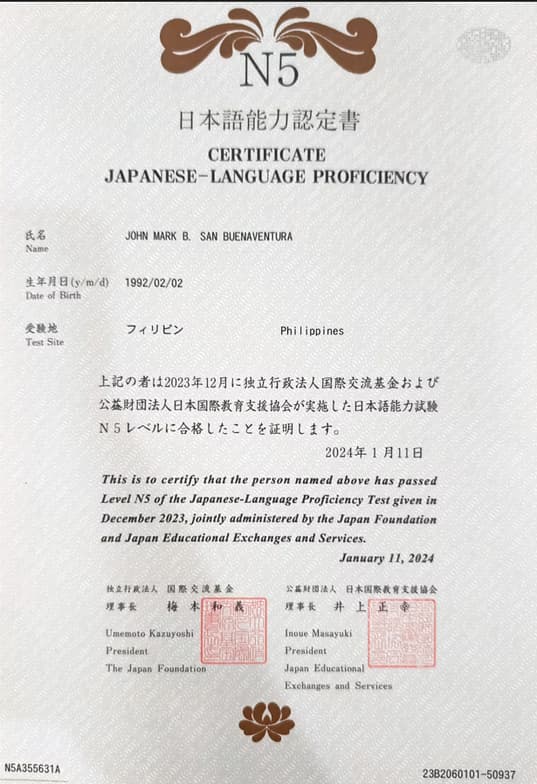 N5
日本語能力認定書
CERTIFICATE
JAPANESE-LANGUAGE PROFICIENCY
氏名 JOHN MARK B. SAN BUENAVENTURA
Name
生年月日(y/m/d) 1992/02/02
Date of Birth
受験地 フィリピン Philippines
Test Site
上記の者は2023年12月に独立行政法人国際交流基金および
公益財団法人日本国際教育支援協会が実施した日本語能力試験
N5レベルに合格したことを証明します。
2024年1月11日
This is to certify that the person named above has passed
Level N5 of the Japanese-Language Proficiency Test given in
December 2023, jointly administered by the Japan Foundation
and Japan Educational Exchanges and Services.
January 11, 2024
独立行政法人 国際交流基金
理事長 梅本和義
Umemoto Kazuyoshi
President
The Japan Foundation
公益財団法人 日本国際教育支援協会
理事長 井上正幸
Inoue Masayuki
President
Japan Educational
Exchanges and Services
N5A355631A
23B2060101-50937